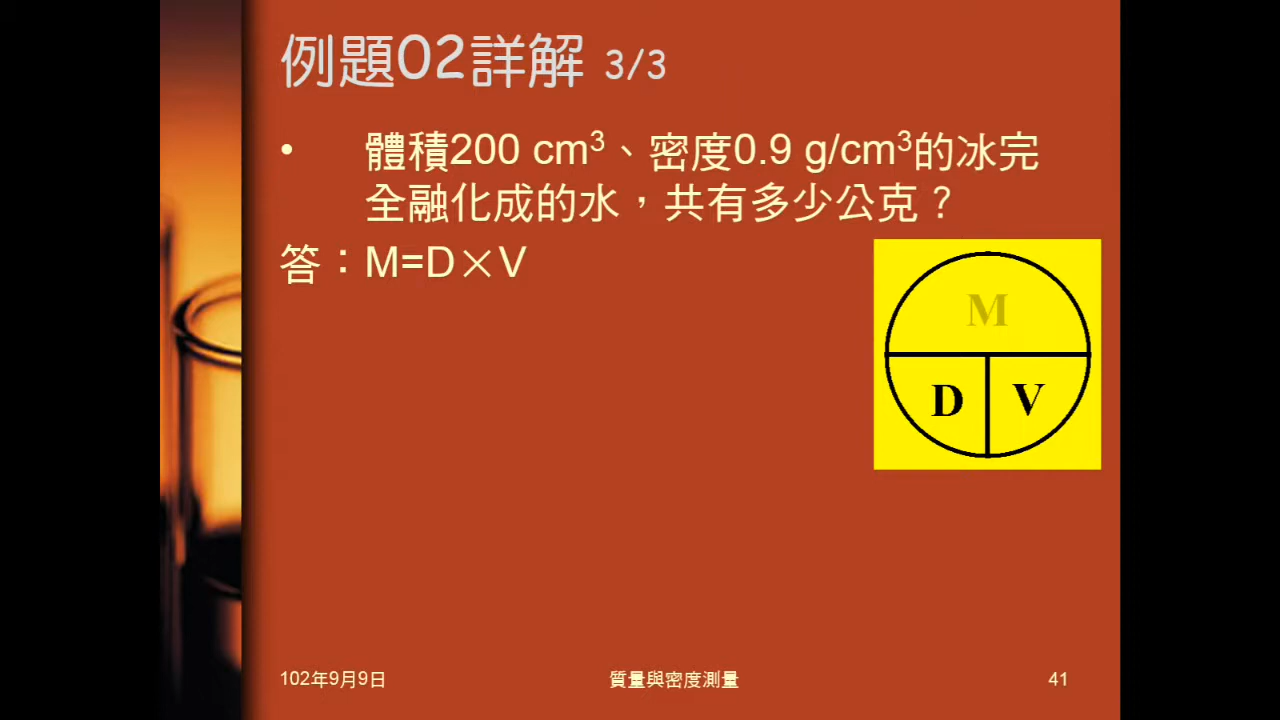 例題02詳解 3/3
• 體積200 cm³、密度0.9 g/cm³的冰完
全融化成的水，共有多少公克？
答：M=D×V
M
D V
102年9月9日 質量與密度測量 41